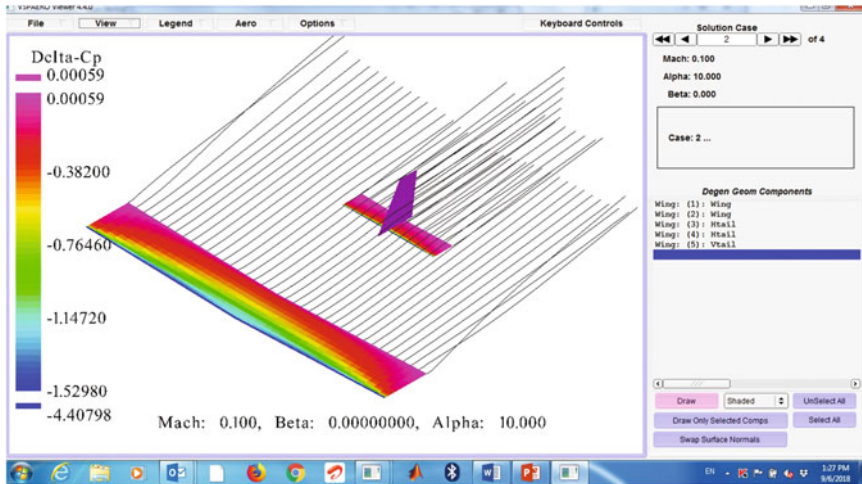 VSPAERO Viewer 4.4.0
File View Legend Aero Options Keyboard Controls
Delta-Cp
0.00059
0.00059
-0.38200
-0.76460
-1.14720
-1.52980
-4.40798
Mach: 0.100, Beta: 0.00000000, Alpha: 10.000
Solution Case
2 of 4
Mach: 0.100
Alpha: 10.000
Beta: 0.000
Case: 2 ...
Degen Geom Components
Wing: (1): Wing
Wing: (2): Wing
Wing: (3): Htail
Wing: (4): Htail
Wing: (5): Vtail
Draw Shaded UnSelect All
Draw Only Selected Comps Select All
Swap Surface Normals
EN
1:27 PM
9/6/2018